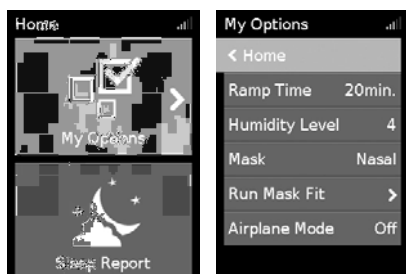 Home
My Options
Sleep Report
My Options
< Home
Ramp Time 20min.
Humidity Level 4
Mask Nasal
Run Mask Fit >
Airplane Mode Off